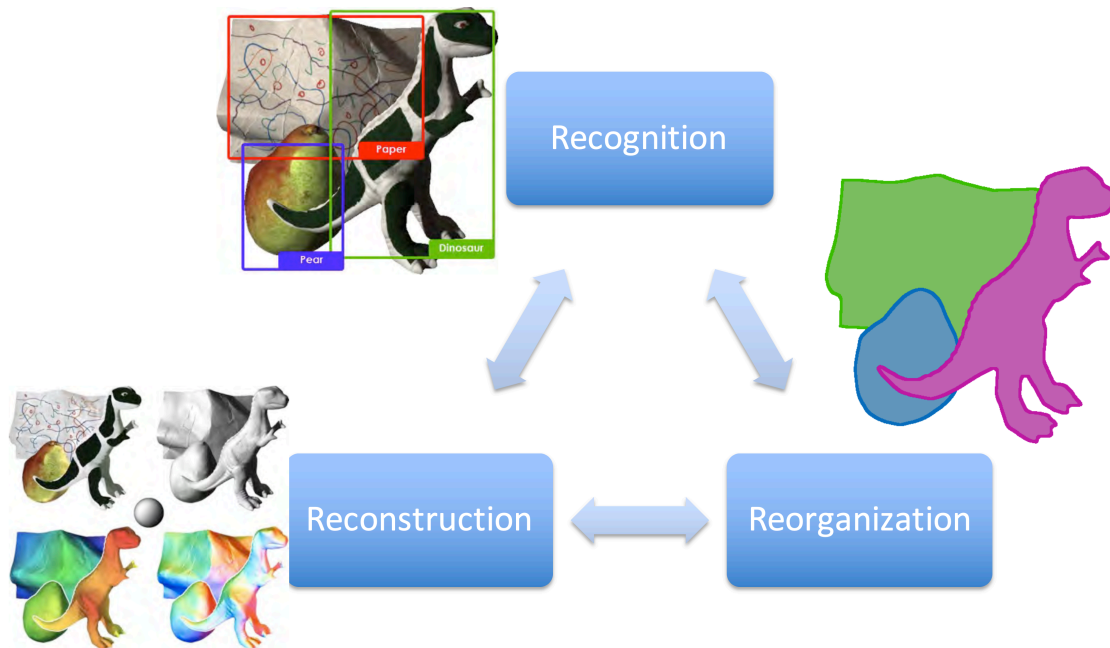 Paper
Pear
Dinosaur
Recognition
Reconstruction
Reorganization